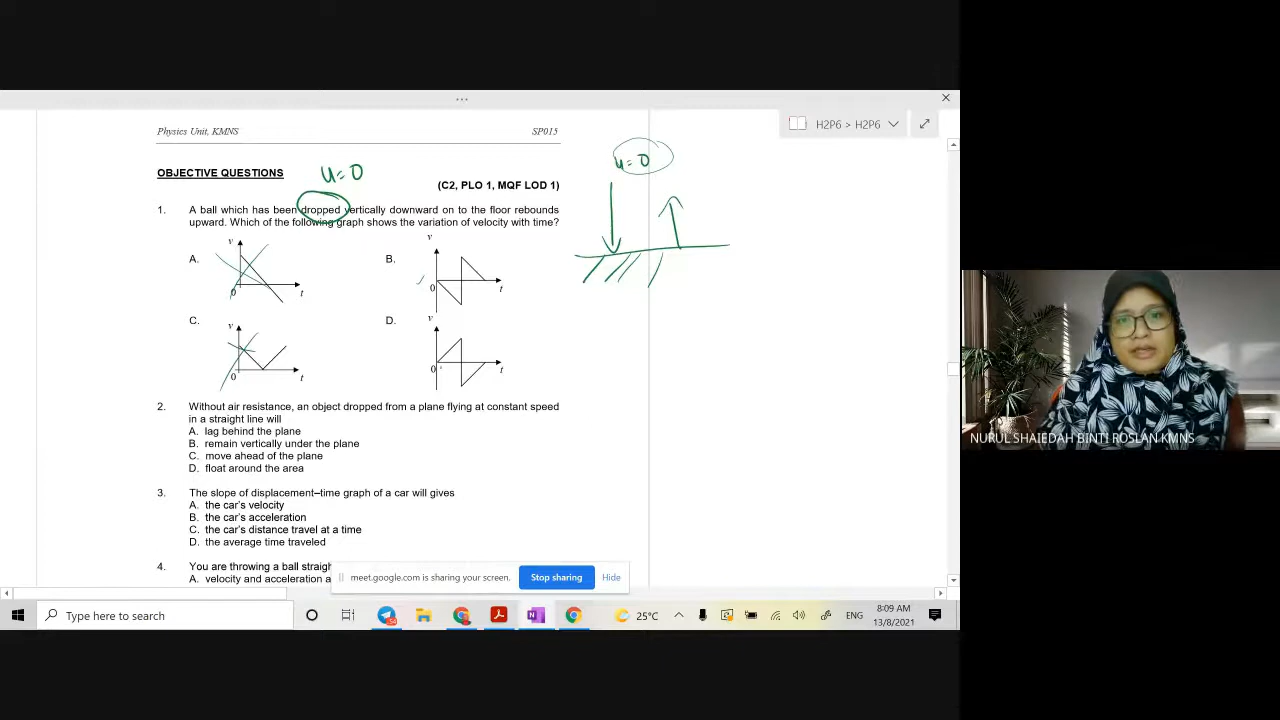 H2P6 > H2P6
Physics Unit, KMNS
SP015
OBJECTIVE QUESTIONS
u = 0
u = 0
(C2, PLO 1, MQF LOD 1)
1. A ball which has been dropped vertically downward on to the floor rebounds
upward. Which of the following graph shows the variation of velocity with time?
A.
v
0
t
B.
v
0
t
C.
v
0
t
D.
v
0
t
2. Without air resistance, an object dropped from a plane flying at constant speed
in a straight line will
A. lag behind the plane
B. remain vertically under the plane
C. move ahead of the plane
D. float around the area
3. The slope of displacement–time graph of a car will gives
A. the car's velocity
B. the car's acceleration
C. the car's distance travel at a time
D. the average time traveled
4. You are throwing a ball straigh
A. velocity and acceleration a
meet.google.com is sharing your screen.
Stop sharing
Hide
NURUL SHAIEDAH BINTI ROSLAN KMNS
Type here to search
25°C
ENG
8:09 AM
13/8/2021